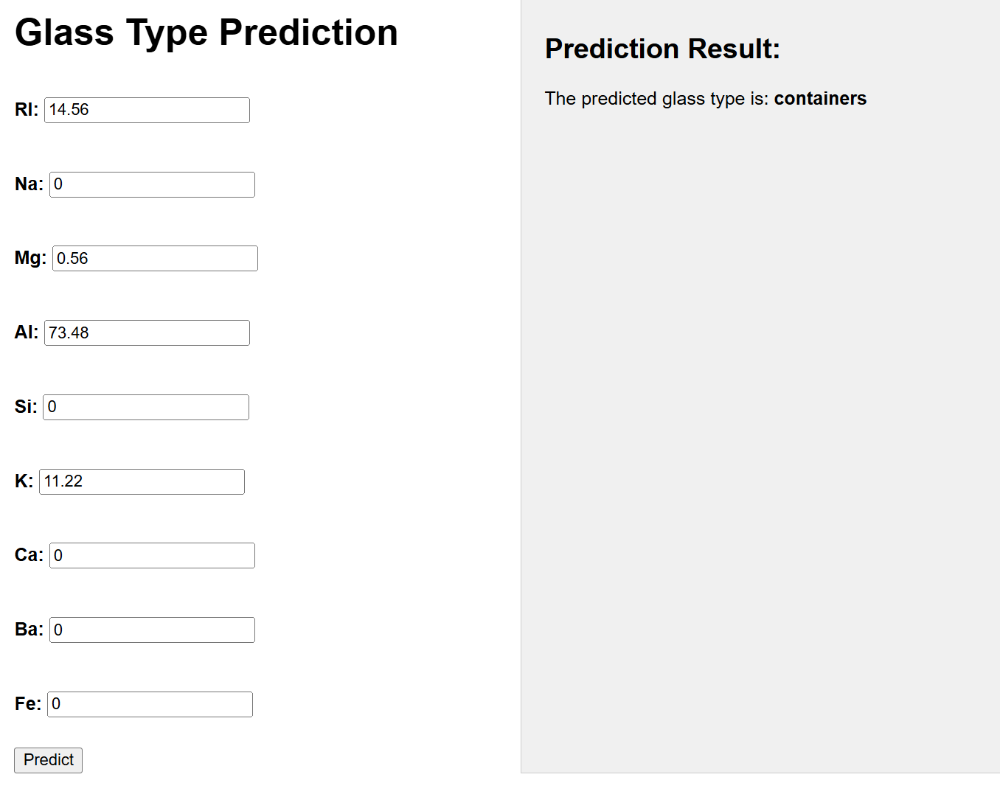 Glass Type Prediction
RI: 14.56
Na: 0
Mg: 0.56
Al: 73.48
Si: 0
K: 11.22
Ca: 0
Ba: 0
Fe: 0
Predict
Prediction Result:
The predicted glass type is: containers